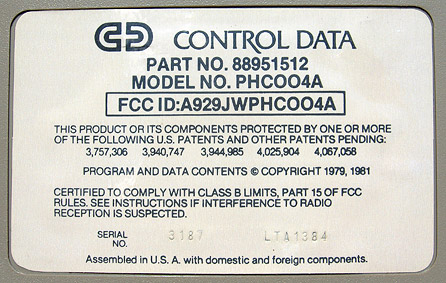 CONTROL DATA
PART NO. 88951512
MODEL NO. PHCOO4A
FCC ID:A929JWPHCOO4A
THIS PRODUCT OR ITS COMPONENTS PROTECTED BY ONE OR MORE
OF THE FOLLOWING U.S. PATENTS AND OTHER PATENTS PENDING:
3,757,306 3,940,747 3,944,985 4,025,904 4,067,058
PROGRAM AND DATA CONTENTS © COPYRIGHT 1979, 1981
CERTIFIED TO COMPLY WITH CLASS B LIMITS, PART 15 OF FCC
RULES. SEE INSTRUCTIONS IF INTERFERENCE TO RADIO
RECEPTION IS SUSPECTED.
SERIAL
NO. 3187 LTA1384
Assembled in U.S.A. with domestic and foreign components.